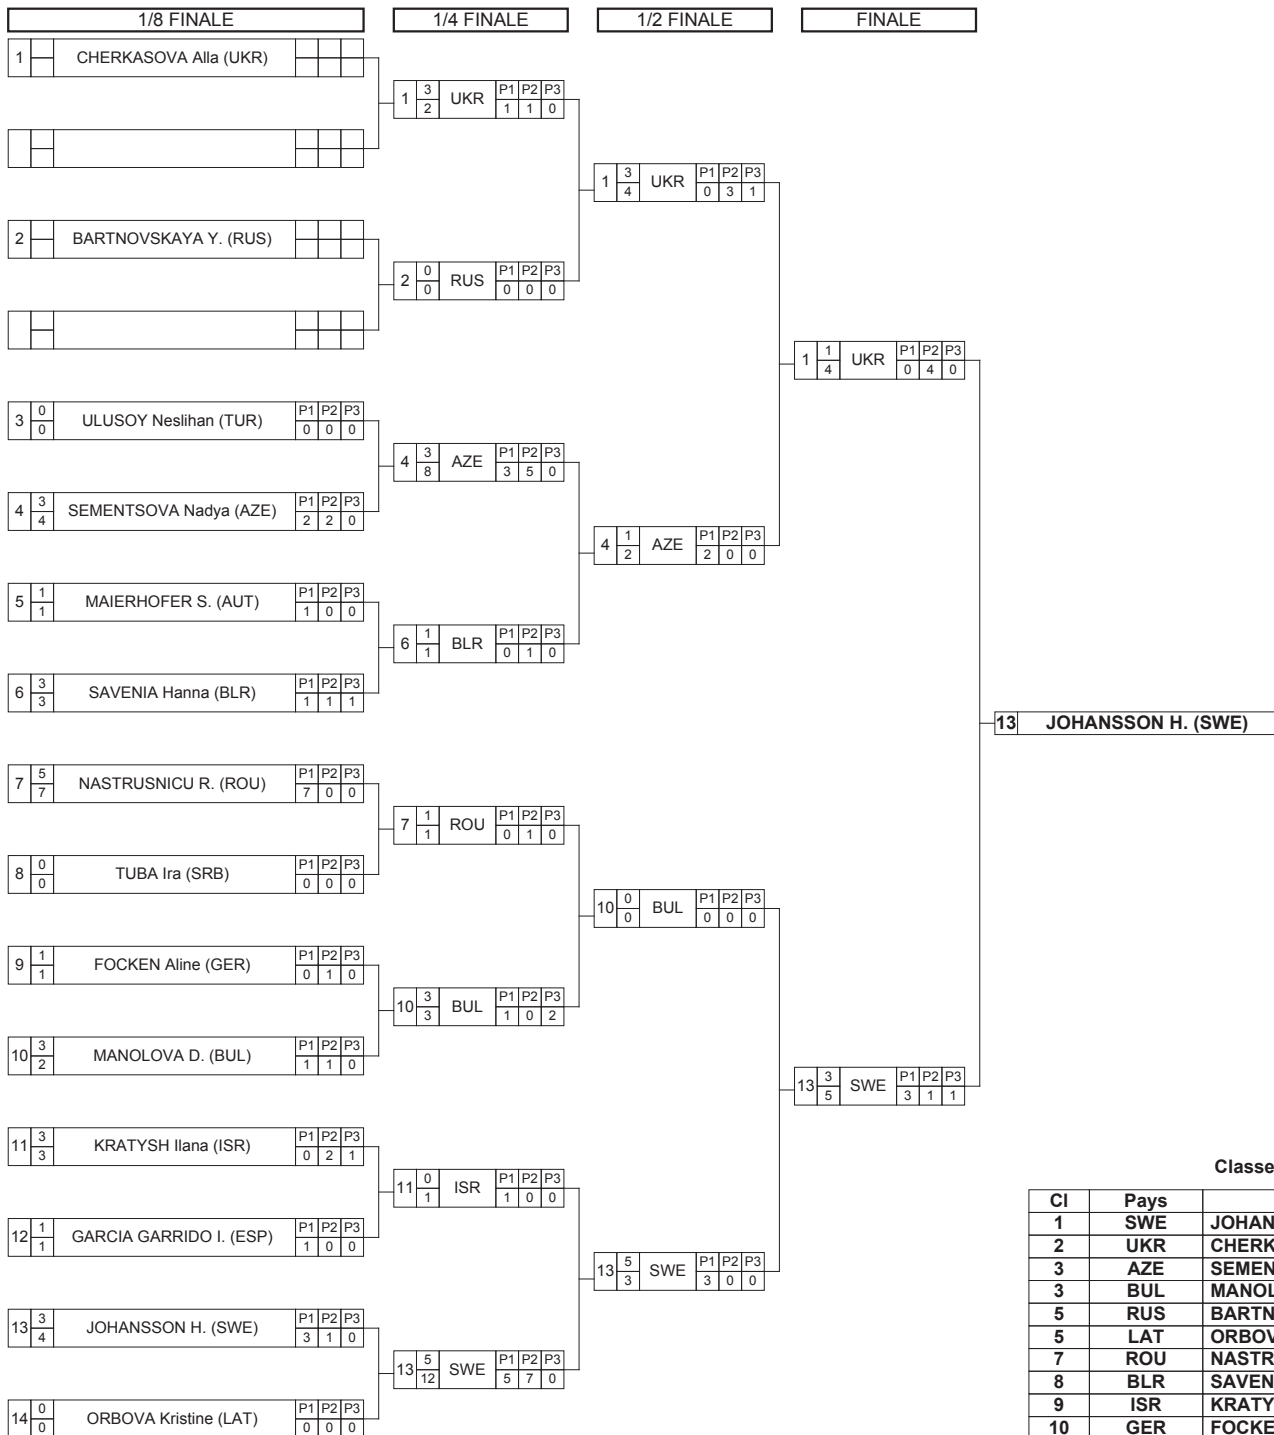 1/8 FINALE 1/4 FINALE 1/2 FINALE FINALE
1 CHERKASOVA Alla (UKR)
1 3 2 UKR P1 P2 P3 1 1 0
1 3 4 UKR P1 P2 P3 0 3 1
2 BARTNOVSKAYA Y. (RUS)
2 0 0 RUS P1 P2 P3 0 0 0
1 1 4 UKR P1 P2 P3 0 4 0
3 0 0 ULUSOY Neslihan (TUR) P1 P2 P3 0 0 0
4 3 8 AZE P1 P2 P3 3 5 0
4 3 4 SEMENTSOVA Nadya (AZE) P1 P2 P3 2 2 0
4 1 2 AZE P1 P2 P3 2 0 0
5 1 1 MAIERHOFER S. (AUT) P1 P2 P3 1 0 0
6 1 1 BLR P1 P2 P3 0 1 0
6 3 3 SAVENIA Hanna (BLR) P1 P2 P3 1 1 1
13 JOHANSSON H. (SWE)
7 5 7 NASTRUSNICU R. (ROU) P1 P2 P3 7 0 0
7 1 1 ROU P1 P2 P3 0 1 0
8 0 0 TUBA Ira (SRB) P1 P2 P3 0 0 0
10 0 0 BUL P1 P2 P3 0 0 0
9 1 1 FOCKEN Aline (GER) P1 P2 P3 0 1 0
10 3 3 BUL P1 P2 P3 1 0 2
10 3 2 MANOLOVA D. (BUL) P1 P2 P3 1 1 0
13 3 5 SWE P1 P2 P3 3 1 1
11 3 3 KRATYSH Ilana (ISR) P1 P2 P3 0 2 1
11 0 1 ISR P1 P2 P3 1 0 0
12 1 1 GARCIA GARRIDO I. (ESP) P1 P2 P3 1 0 0
13 5 3 SWE P1 P2 P3 3 0 0
13 3 4 JOHANSSON H. (SWE) P1 P2 P3 3 1 0
13 5 12 SWE P1 P2 P3 5 7 0
14 0 0 ORBOVA Kristine (LAT) P1 P2 P3 0 0 0
Classe
Cl Pays
1 SWE JOHAN
2 UKR CHERK
3 AZE SEMEN
3 BUL MANOL
5 RUS BARTN
5 LAT ORBOV
7 ROU NASTR
8 BLR SAVEN
9 ISR KRATY
10 GER FOCKE